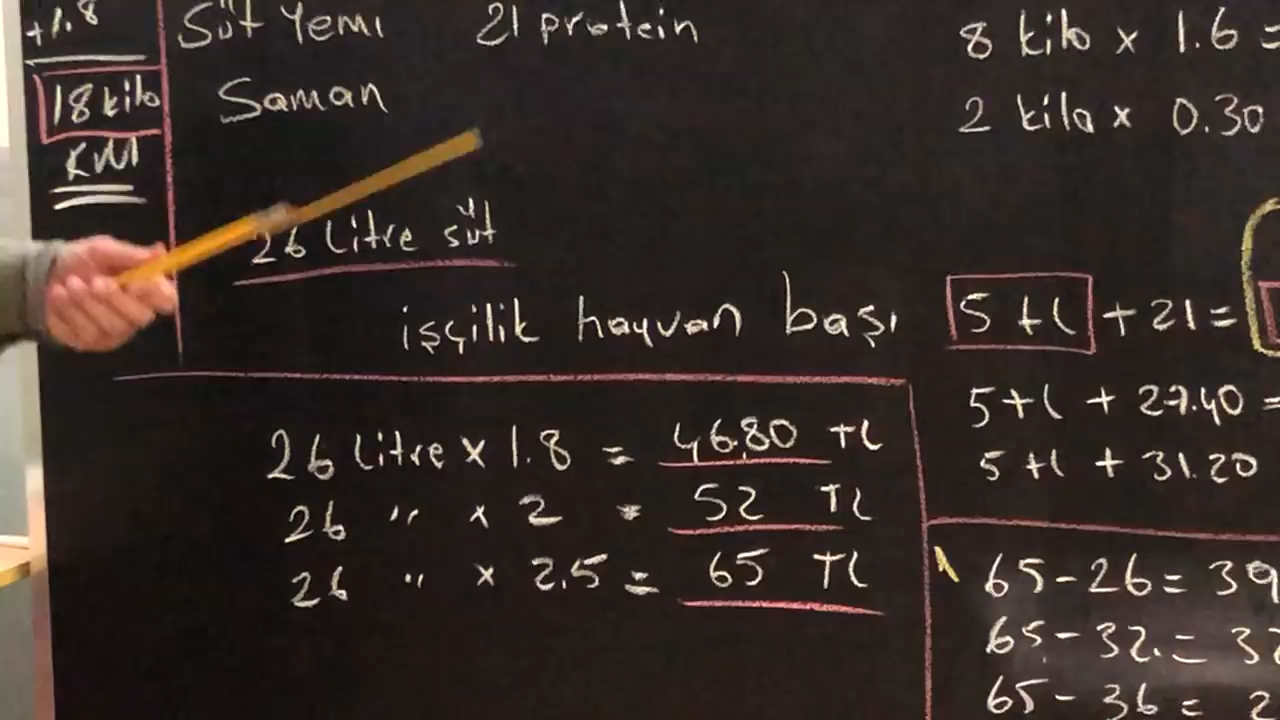 +1.8
18 kilo
KM
Süt Yemi 21 protein
Saman
26 Litre süt
işçilik hayvan başı
26 Litre x 1.8 = 46.80 TL
26 " x 2 = 52 TL
26 " x 2.5 = 65 TL
8 kilo x 1.6 =
2 kilo x 0.30
5 tl + 21 =
5 tl + 27.40 =
5 tl + 31.20
65 - 26 = 39
65 - 32. = 32
65 - 36 = 2